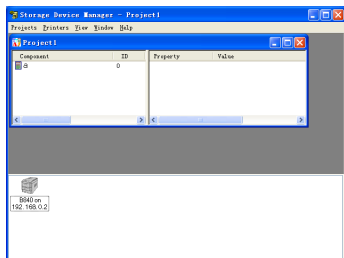 Storage Device Manager - Project1
Projects Printers View Window Help
Project1
Component ID Property Value
a 0
B840 on
192.168.0.2